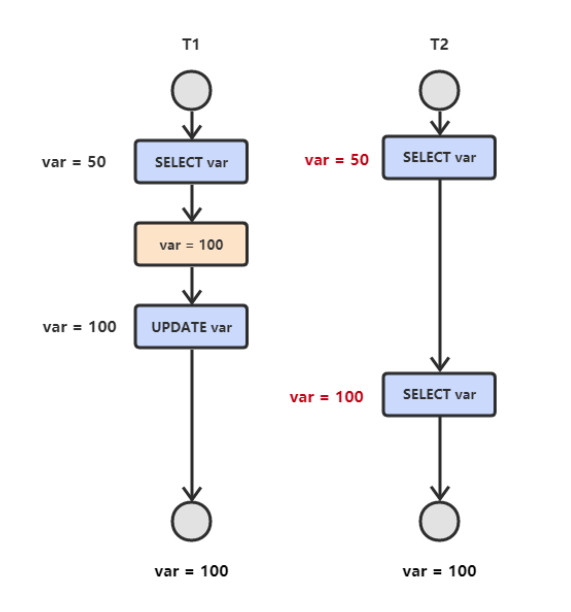 T1
T2
var = 50
SELECT var
var = 50
SELECT var
var = 100
var = 100
UPDATE var
var = 100
SELECT var
var = 100
var = 100